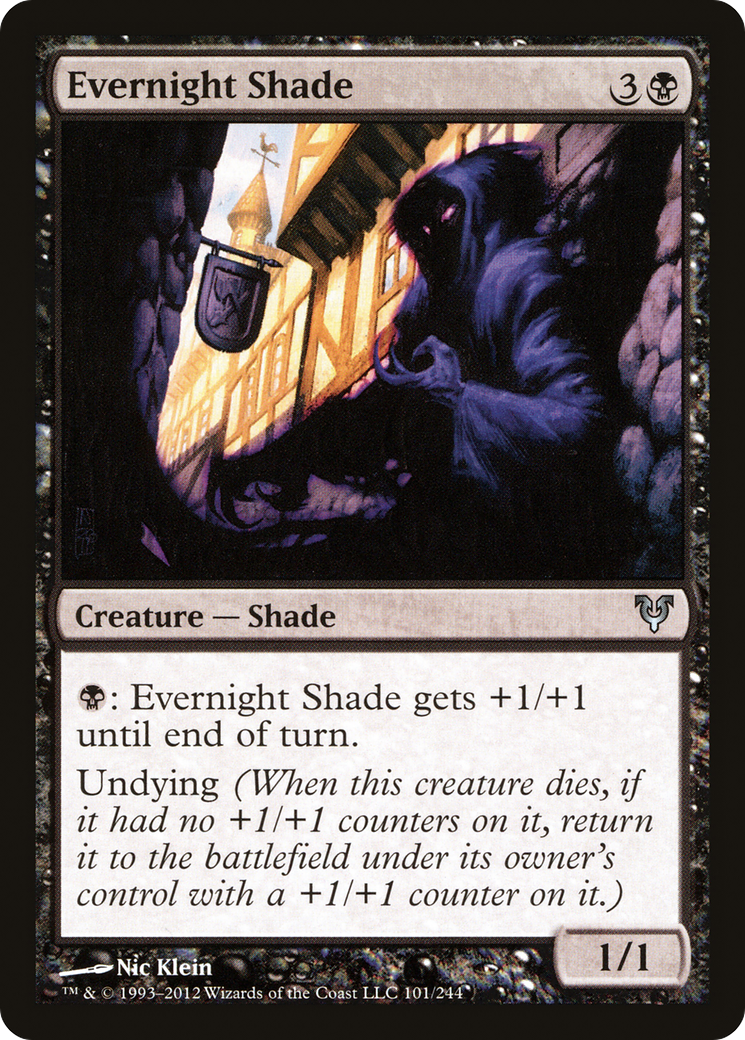 Evernight Shade 3
Creature — Shade
: Evernight Shade gets +1/+1
until end of turn.
Undying (When this creature dies, if
it had no +1/+1 counters on it, return
it to the battlefield under its owner's
control with a +1/+1 counter on it.)
1/1
Nic Klein
™ & © 1993–2012 Wizards of the Coast LLC 101/244